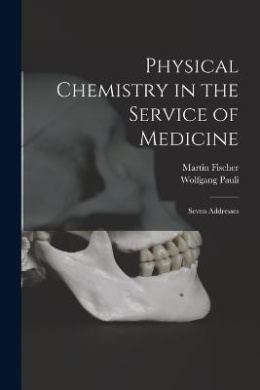 Physical
Chemistry in the
Service of
Medicine
Martin Fischer
Wolfgang Pauli
Seven Addresses